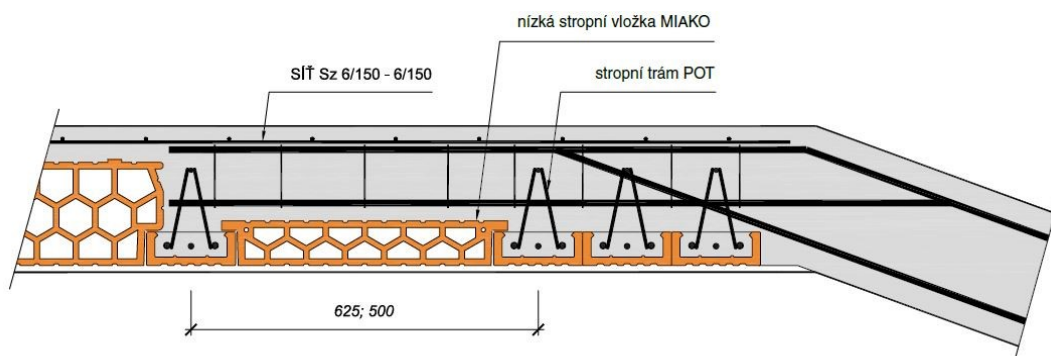 nízká stropní vložka MIAKO
SÍŤ Sz 6/150 - 6/150
stropní trám POT
625; 500